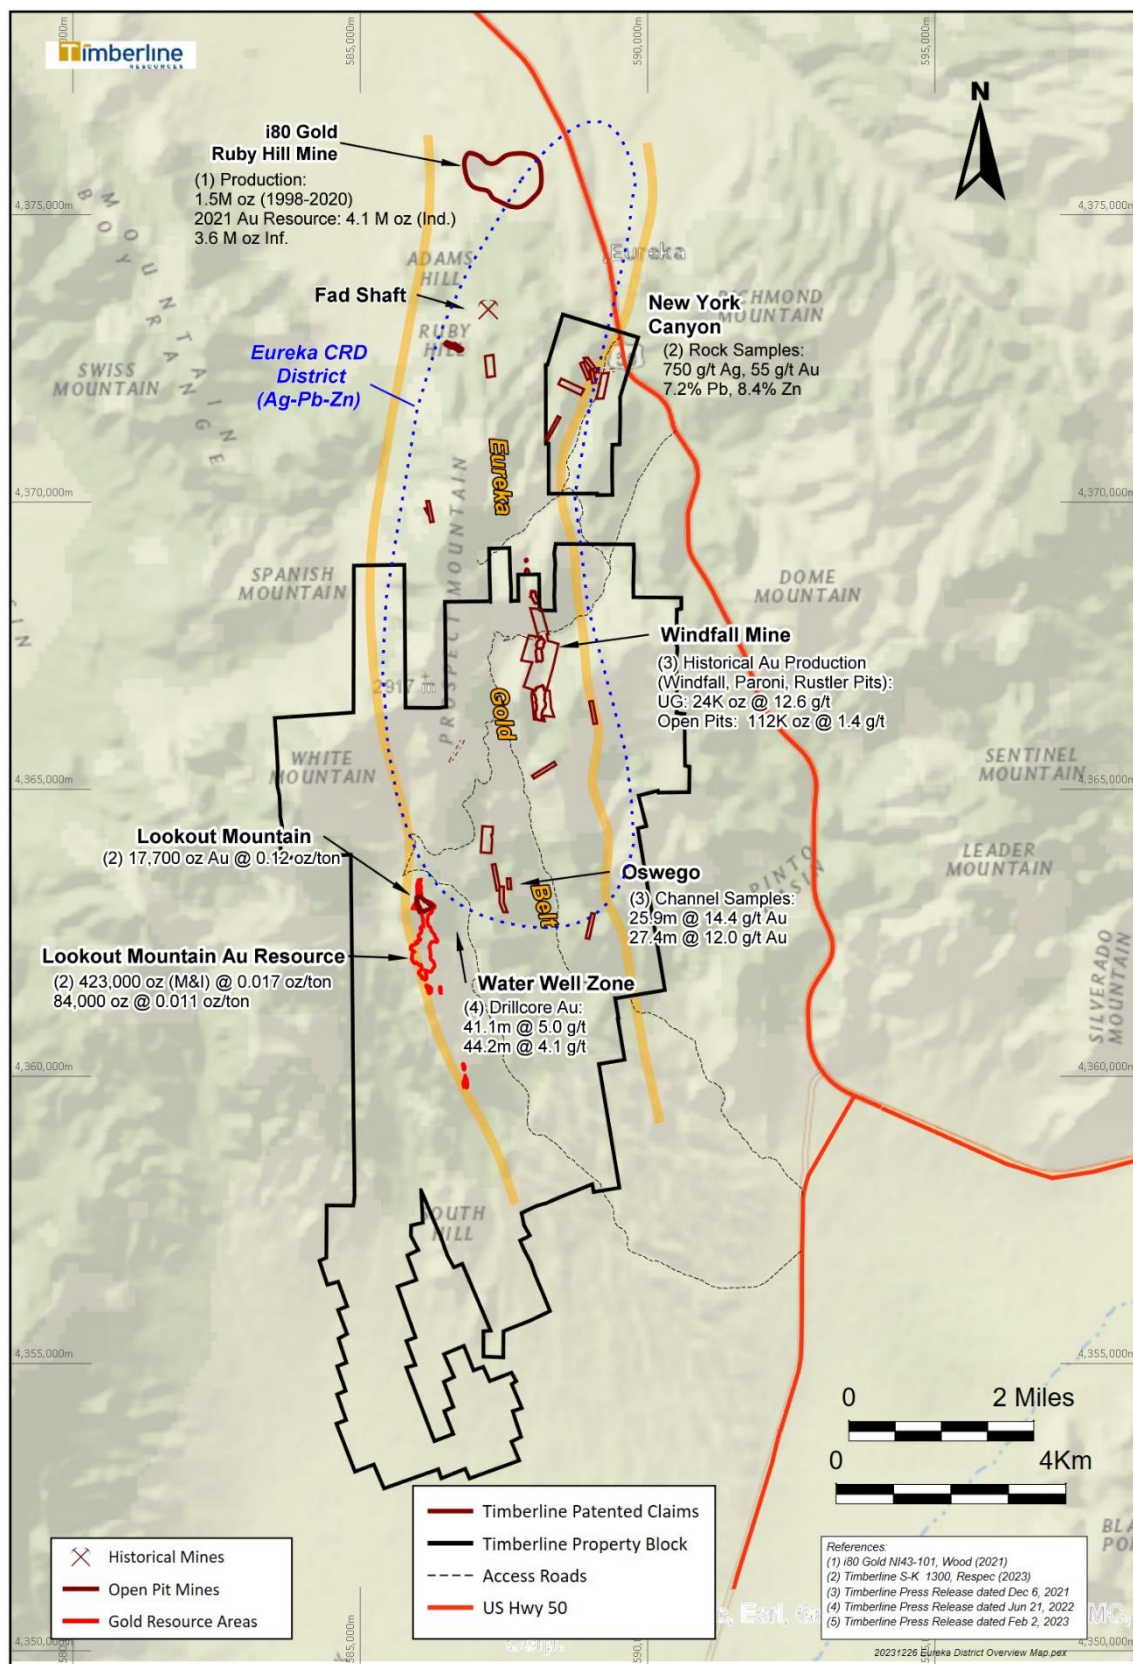 Timberline
RESOURCES
585,000m
590,000m
595,000m
N
i80 Gold
Ruby Hill Mine
(1) Production:
1.5M oz (1998-2020)
2021 Au Resource: 4.1 M oz (Ind.)
3.6 M oz Inf.
4,375,000m
4,375,000m
MOUNTAIN
BOY
RANGE
ADAMS
HILL
Eureka
Fad Shaft
RUBY
HILL
RICHMOND
MOUNTAIN
New York
Canyon
(2) Rock Samples:
750 g/t Ag, 55 g/t Au
7.2% Pb, 8.4% Zn
Eureka CRD
District
(Ag-Pb-Zn)
SWISS
MOUNTAIN
Eureka
4,370,000m
4,370,000m
PROSPECT MOUNTAIN
SPANISH
MOUNTAIN
DOME
MOUNTAIN
Windfall Mine
(3) Historical Au Production
(Windfall, Paroni, Rustler Pits):
UG: 24K oz @ 12.6 g/t
Open Pits: 112K oz @ 1.4 g/t
2917 m
Gold
WHITE
MOUNTAIN
SENTINEL
MOUNTAIN
4,365,000m
4,365,000m
Lookout Mountain
(2) 17,700 oz Au @ 0.12 oz/ton
LEADER
MOUNTAIN
PINTO
Oswego
(3) Channel Samples:
25.9m @ 14.4 g/t Au
27.4m @ 12.0 g/t Au
Belt
Lookout Mountain Au Resource
(2) 423,000 oz (M&I) @ 0.017 oz/ton
84,000 oz @ 0.011 oz/ton
Water Well Zone
(4) Drillcore Au:
41.1m @ 5.0 g/t
44.2m @ 4.1 g/t
SILVERADO
MOUNTAIN
4,360,000m
4,360,000m
SOUTH
HILL
4,355,000m
4,355,000m
0 2 Miles
0 4Km
Historical Mines
Open Pit Mines
Gold Resource Areas
Timberline Patented Claims
Timberline Property Block
Access Roads
US Hwy 50
References:
(1) i80 Gold NI43-101, Wood (2021)
(2) Timberline S-K 1300, Respec (2023)
(3) Timberline Press Release dated Dec 6, 2021
(4) Timberline Press Release dated Jun 21, 2022
(5) Timberline Press Release dated Feb 2, 2023
4,350,000m
4,350,000m
585,000m
20231226 Eureka District Overview Map.pex